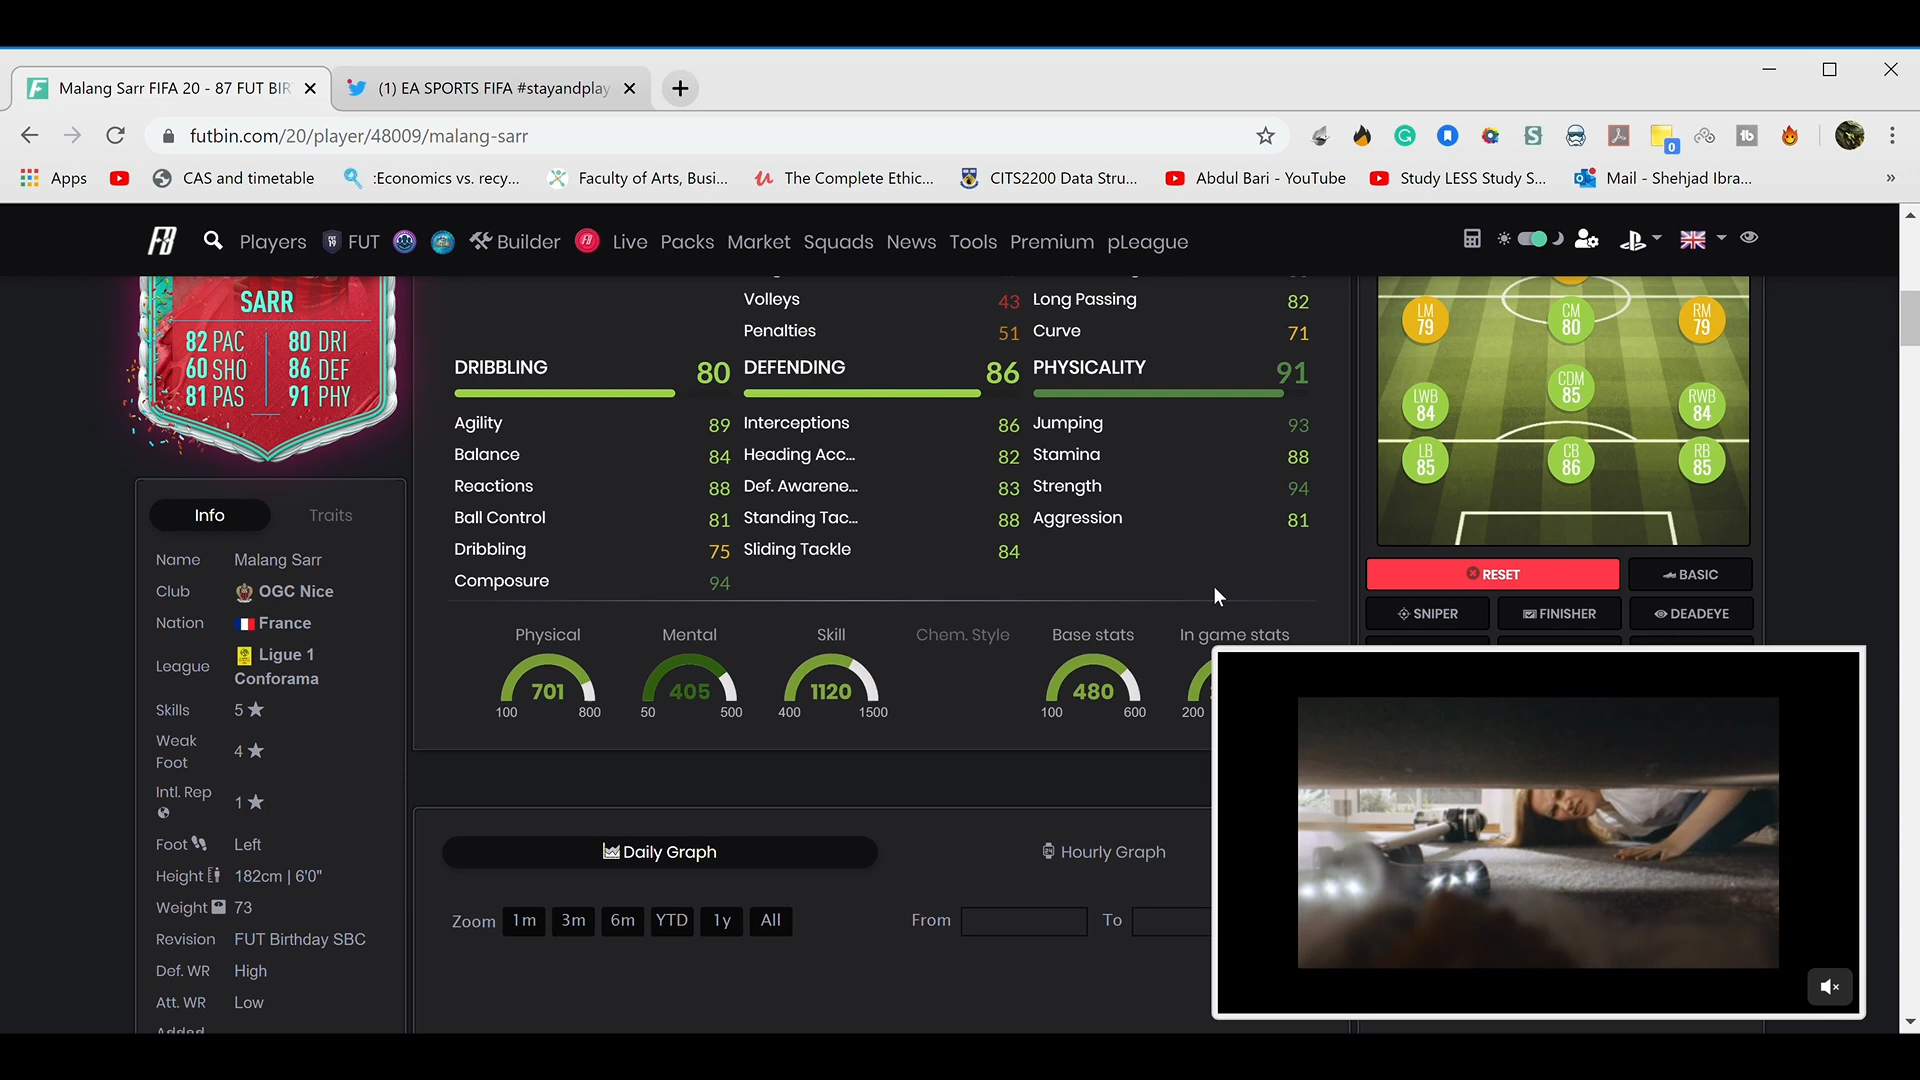 Malang Sarr FIFA 20 - 87 FUT BIR
(1) EA SPORTS FIFA #stayandplay
futbin.com/20/player/48009/malang-sarr
0
Apps
CAS and timetable
:Economics vs. recy...
Faculty of Arts, Busi...
The Complete Ethic...
CITS2200 Data Stru...
Abdul Bari - YouTube
Study LESS Study S...
Mail - Shehjad Ibra...
»
Players
FUT
Builder
Live
Packs
Market
Squads
News
Tools
Premium
pLeague
SARR
82 PAC 80 DRI
60 SHO 86 DEF
81 PAS 91 PHY
Volleys 43
Long Passing 82
Penalties 51
Curve 71
DRIBBLING 80
DEFENDING 86
PHYSICALITY 91
Agility 89
Interceptions 86
Jumping 93
Balance 84
Heading Acc... 82
Stamina 88
Reactions 88
Def. Awarene... 83
Strength 94
Ball Control 81
Standing Tac... 88
Aggression 81
Dribbling 75
Sliding Tackle 84
Composure 94
Physical
701
100 800
Mental
405
50 500
Skill
1120
400 1500
Chem. Style
Base stats
480
100 600
In game stats
200
LM 79
CM 80
RM 79
CDM 85
LWB 84
RWB 84
LB 85
CB 86
RB 85
RESET
BASIC
SNIPER
FINISHER
DEADEYE
Info
Traits
Name Malang Sarr
Club OGC Nice
Nation France
League Ligue 1 Conforama
Skills 5
Weak Foot 4
Intl. Rep 1
Foot Left
Height 182cm | 6'0"
Weight 73
Revision FUT Birthday SBC
Def. WR High
Att. WR Low
Added
Daily Graph
Hourly Graph
Zoom 1m 3m 6m YTD 1y All
From
To